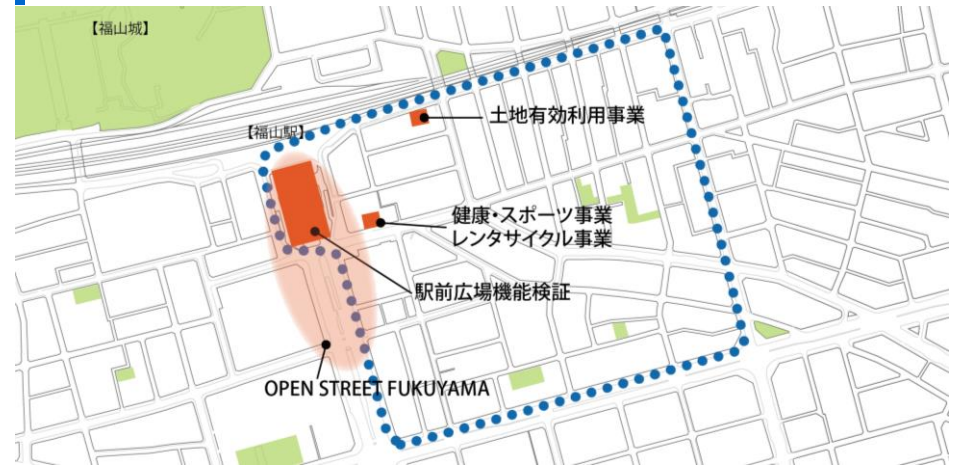 【福山城】
土地有効利用事業
【福山駅】
健康・スポーツ事業
レンタサイクル事業
駅前広場機能検証
OPEN STREET FUKUYAMA